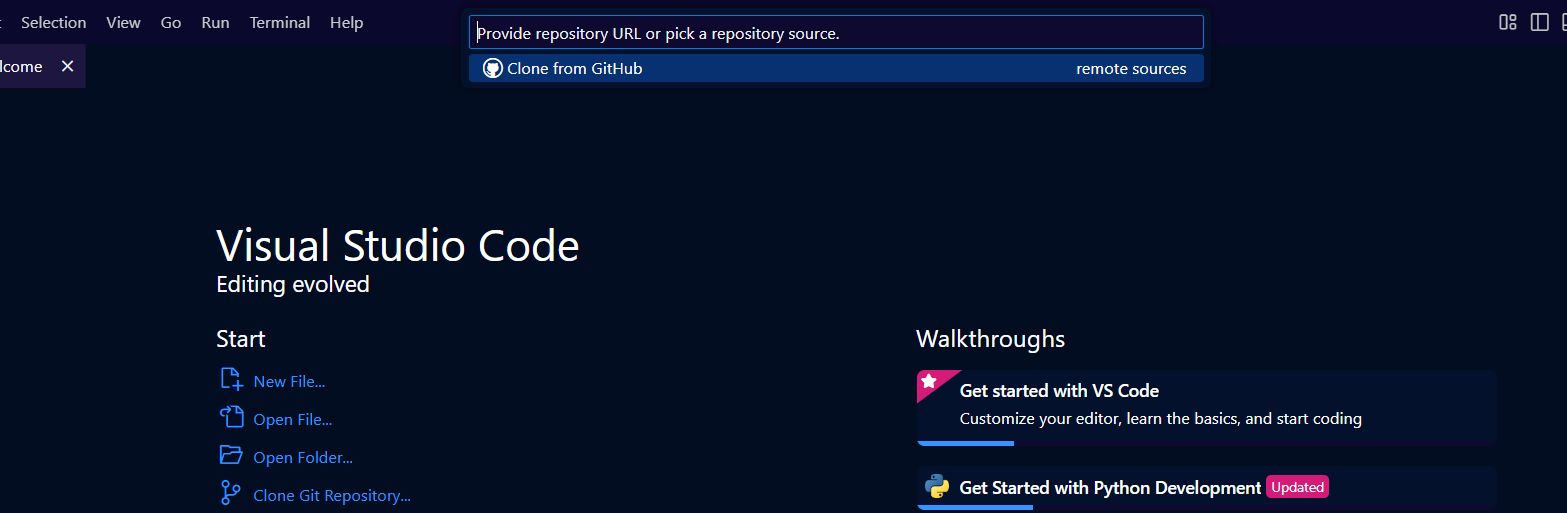 Selection View Go Run Terminal Help
Provide repository URL or pick a repository source.
Clone from GitHub remote sources
lcome
Visual Studio Code
Editing evolved
Start
New File...
Open File...
Open Folder...
Clone Git Repository...
Walkthroughs
Get started with VS Code
Customize your editor, learn the basics, and start coding
Get Started with Python Development Updated